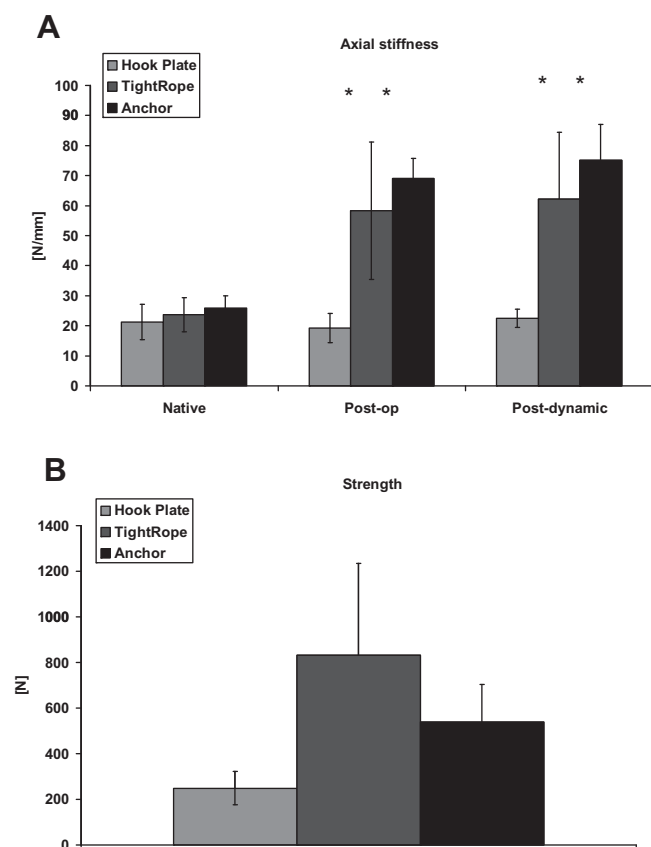 A
Axial stiffness
Hook Plate
TightRope
Anchor
100
90
80
70
60
50
40
30
20
10
0
[N/mm]
* *
* *
Native
Post-op
Post-dynamic
B
Strength
Hook Plate
TightRope
Anchor
1400
1200
1000
800
600
400
200
0
[N]